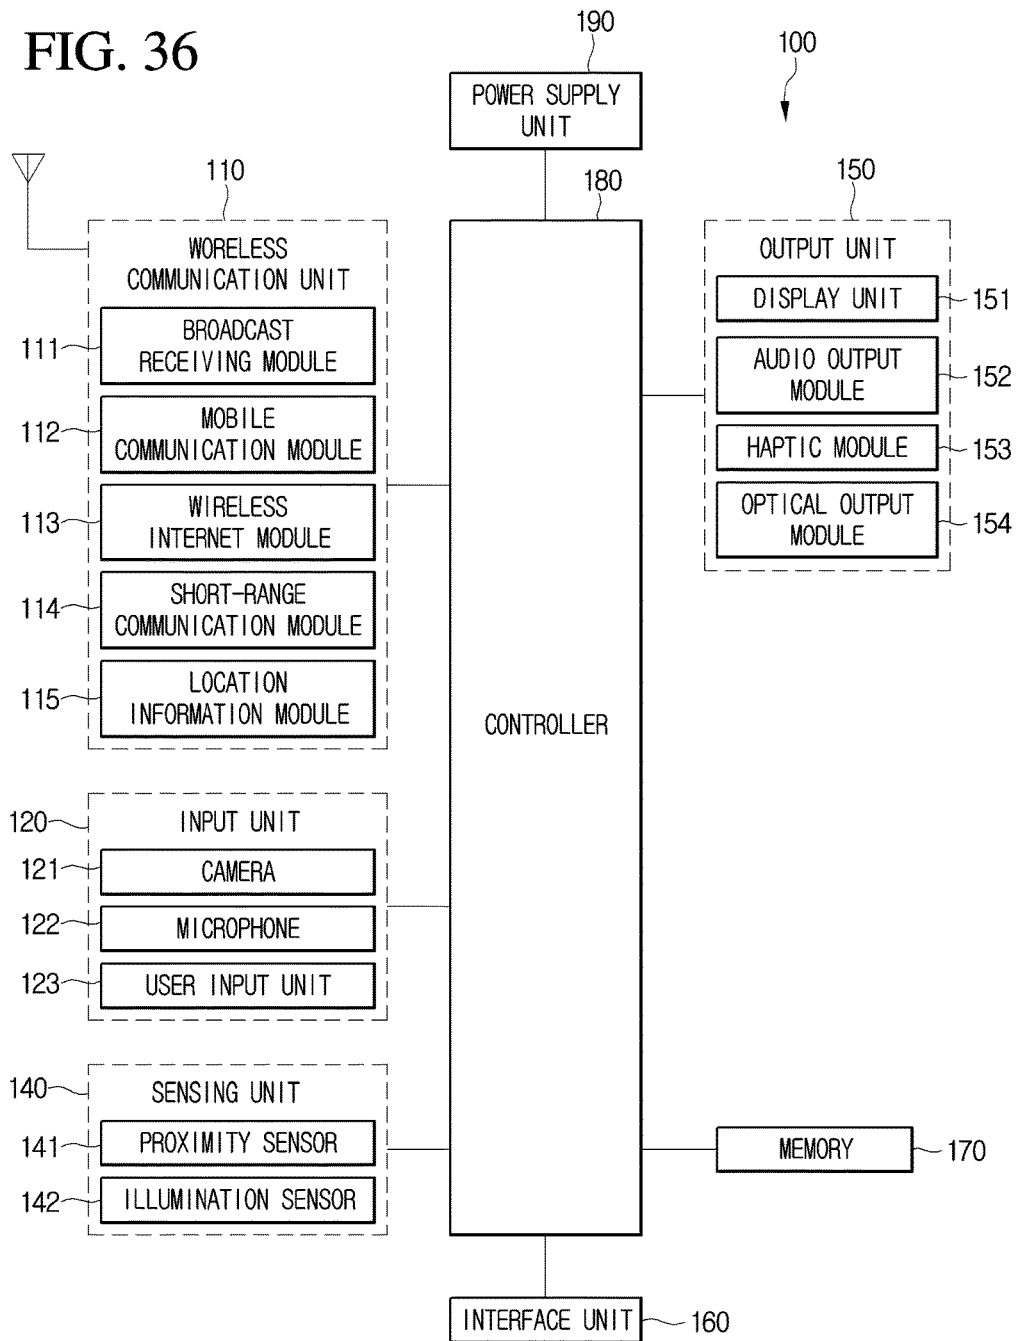 FIG. 36
190
100
POWER SUPPLY
UNIT
110
180
150
WORELESS
COMMUNICATION UNIT
111
BROADCAST
RECEIVING MODULE
112
MOBILE
COMMUNICATION MODULE
113
WIRELESS
INTERNET MODULE
114
SHORT-RANGE
COMMUNICATION MODULE
115
LOCATION
INFORMATION MODULE
120
INPUT UNIT
121
CAMERA
122
MICROPHONE
123
USER INPUT UNIT
140
SENSING UNIT
141
PROXIMITY SENSOR
142
ILLUMINATION SENSOR
CONTROLLER
OUTPUT UNIT
DISPLAY UNIT
151
AUDIO OUTPUT
MODULE
152
HAPTIC MODULE
153
OPTICAL OUTPUT
MODULE
154
MEMORY
170
INTERFACE UNIT
160